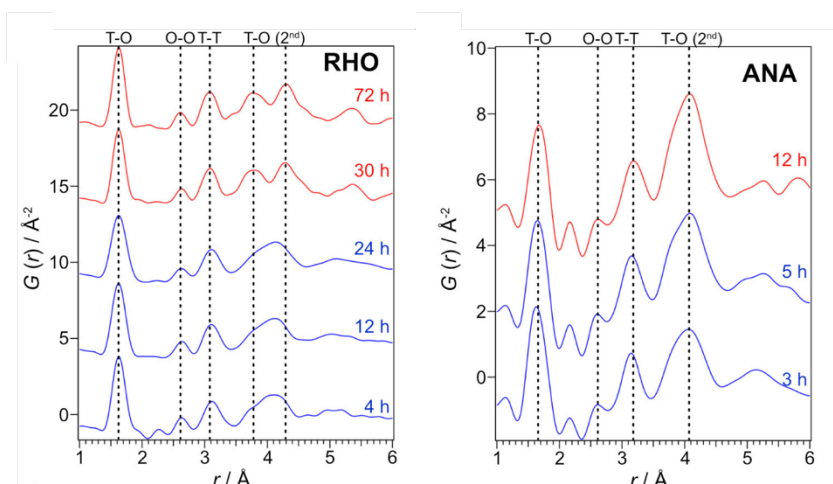 T-O O-O T-T T-O (2nd)
RHO
72 h
30 h
24 h
12 h
4 h
20
15
10
5
0
G (r) / Å-2
1 2 3 4 5 6
r / Å
T-O O-O T-T T-O (2nd)
ANA
12 h
5 h
3 h
10
8
6
4
2
0
G (r) / Å-2
1 2 3 4 5 6
r / Å